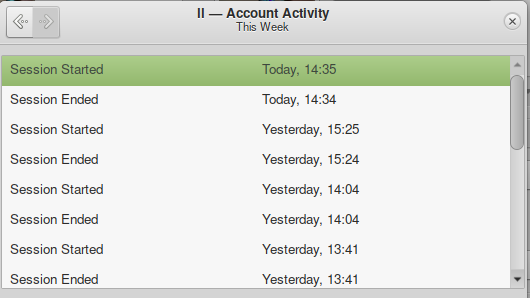 II — Account Activity
This Week
Session Started Today, 14:35
Session Ended Today, 14:34
Session Started Yesterday, 15:25
Session Ended Yesterday, 15:24
Session Started Yesterday, 14:04
Session Ended Yesterday, 14:04
Session Started Yesterday, 13:41
Session Ended Yesterday, 13:41